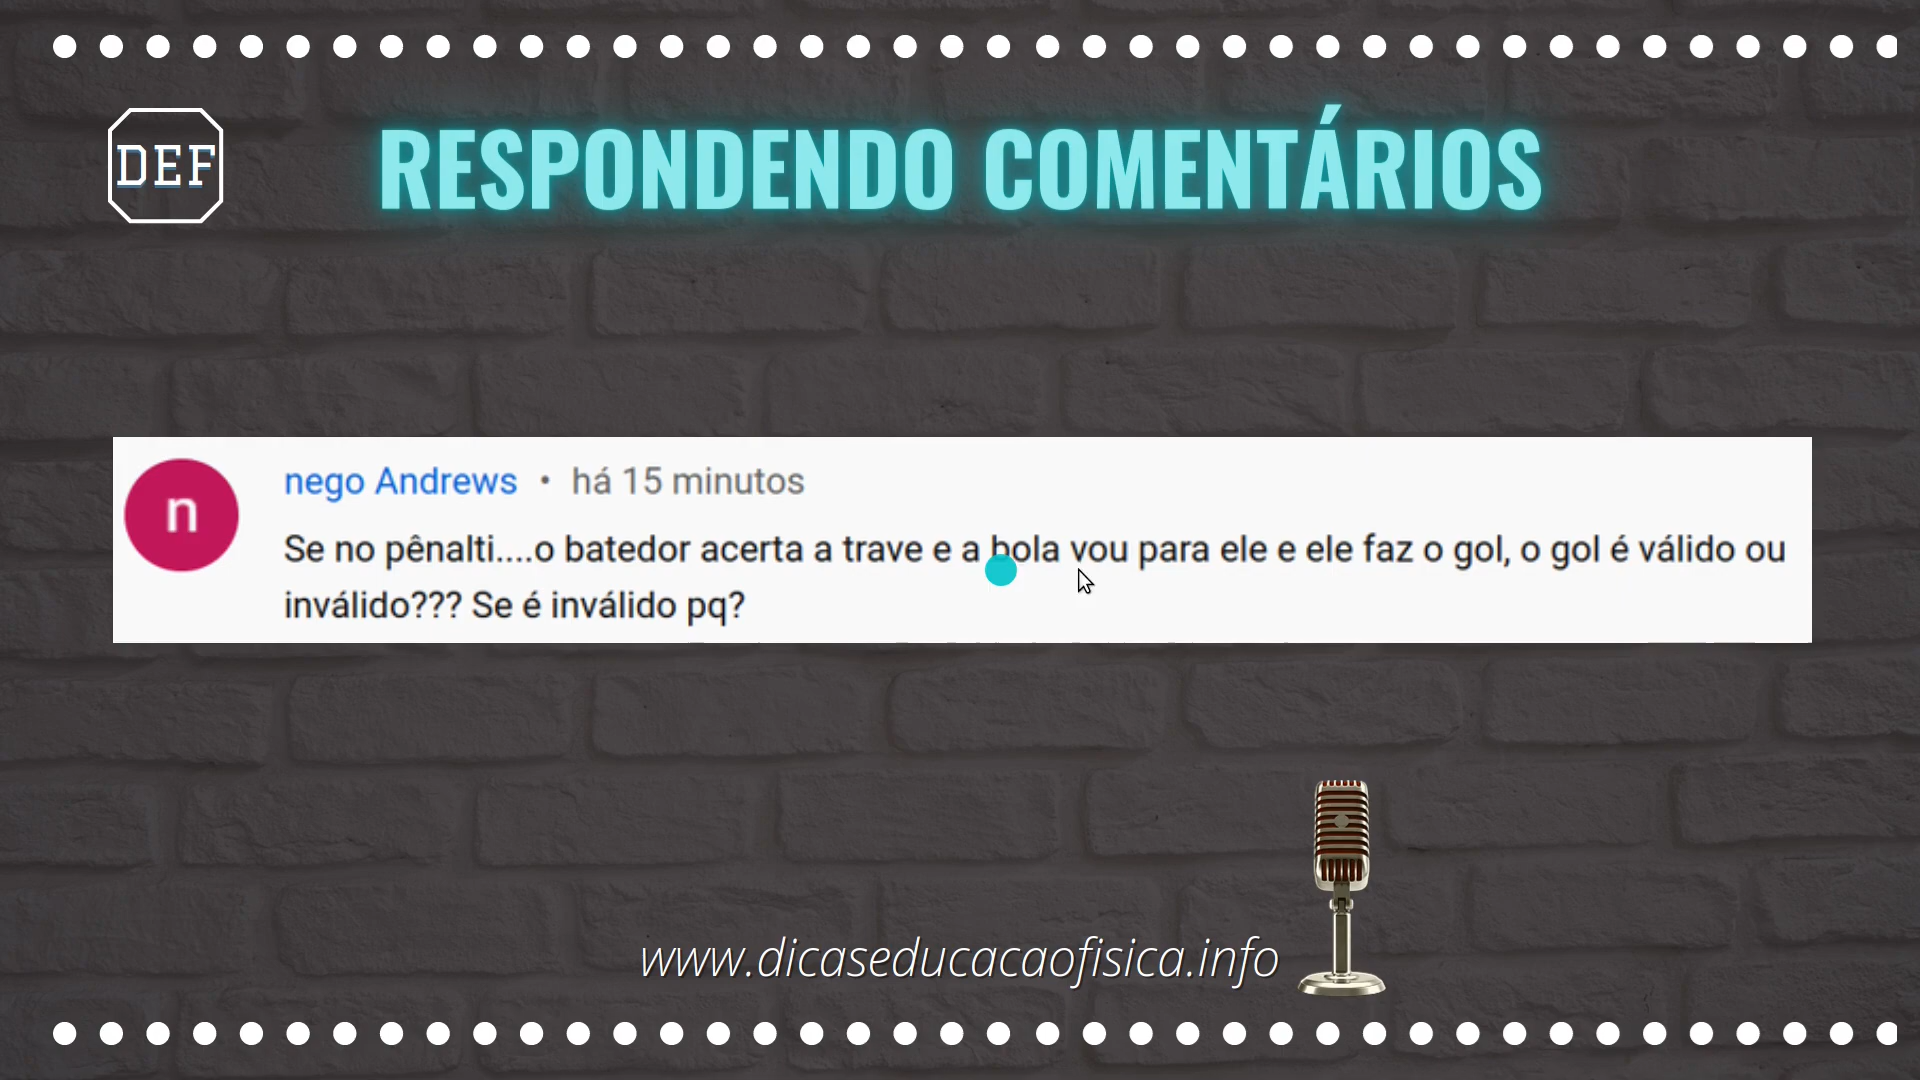 DEF
RESPONDENDO COMENTÁRIOS
n
nego Andrews • há 15 minutos
Se no pênalti....o batedor acerta a trave e a bola vou para ele e ele faz o gol, o gol é válido ou
inválido??? Se é inválido pq?
www.dicaseducacaofisica.info